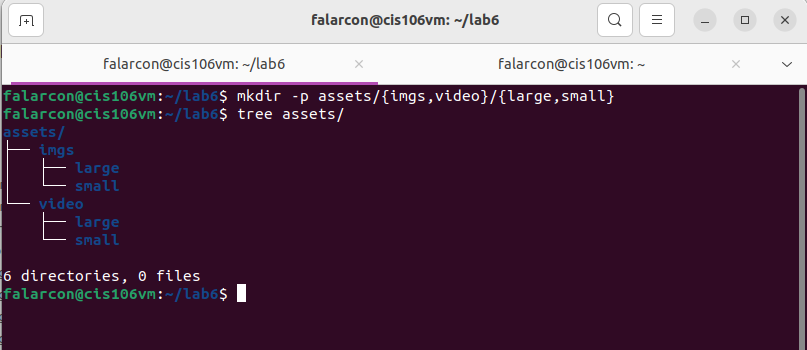 falarcon@cis106vm: ~/lab6
falarcon@cis106vm: ~/lab6 × falarcon@cis106vm: ~ ×
falarcon@cis106vm:~/lab6$ mkdir -p assets/{imgs,video}/{large,small}
falarcon@cis106vm:~/lab6$ tree assets/
assets/
├── imgs
│   ├── large
│   └── small
└── video
    ├── large
    └── small
6 directories, 0 files
falarcon@cis106vm:~/lab6$